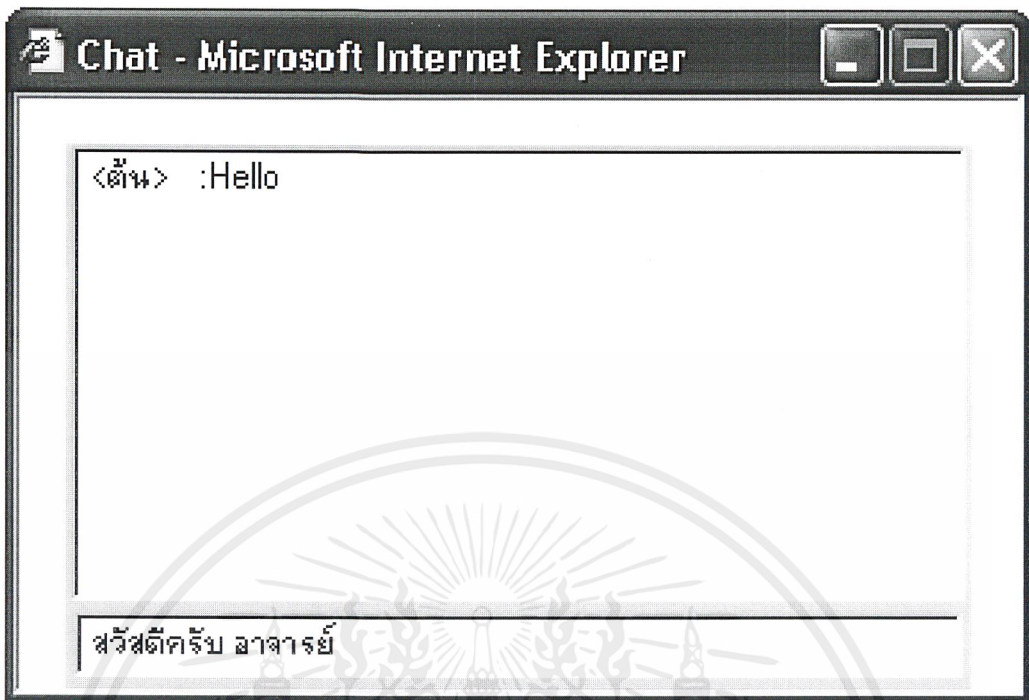 Chat - Microsoft Internet Explorer
<ต้น> :Hello
สวัสดีครับ อาจารย์